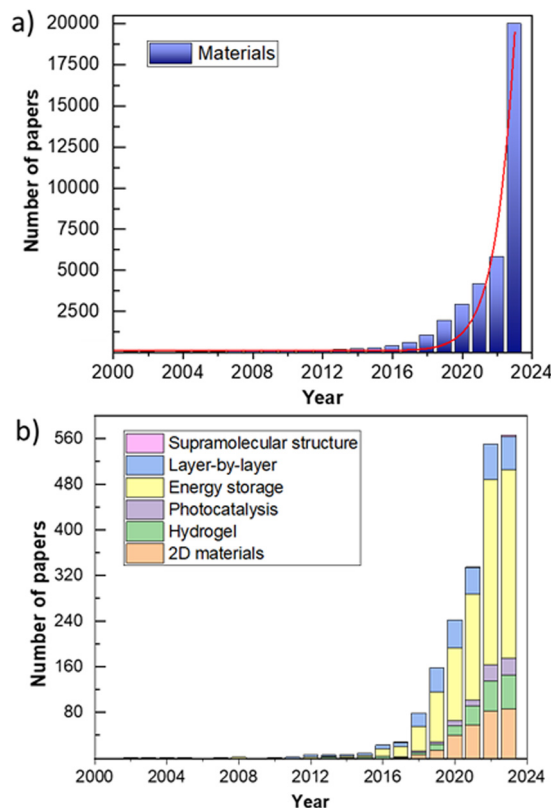 a)
20000
17500
15000
12500
10000
7500
5000
2500
Number of papers
Materials
2000 2004 2008 2012 2016 2020 2024
Year
b)
560
480
400
320
240
160
80
Number of papers
Supramolecular structure
Layer-by-layer
Energy storage
Photocatalysis
Hydrogel
2D materials
2000 2004 2008 2012 2016 2020 2024
Year